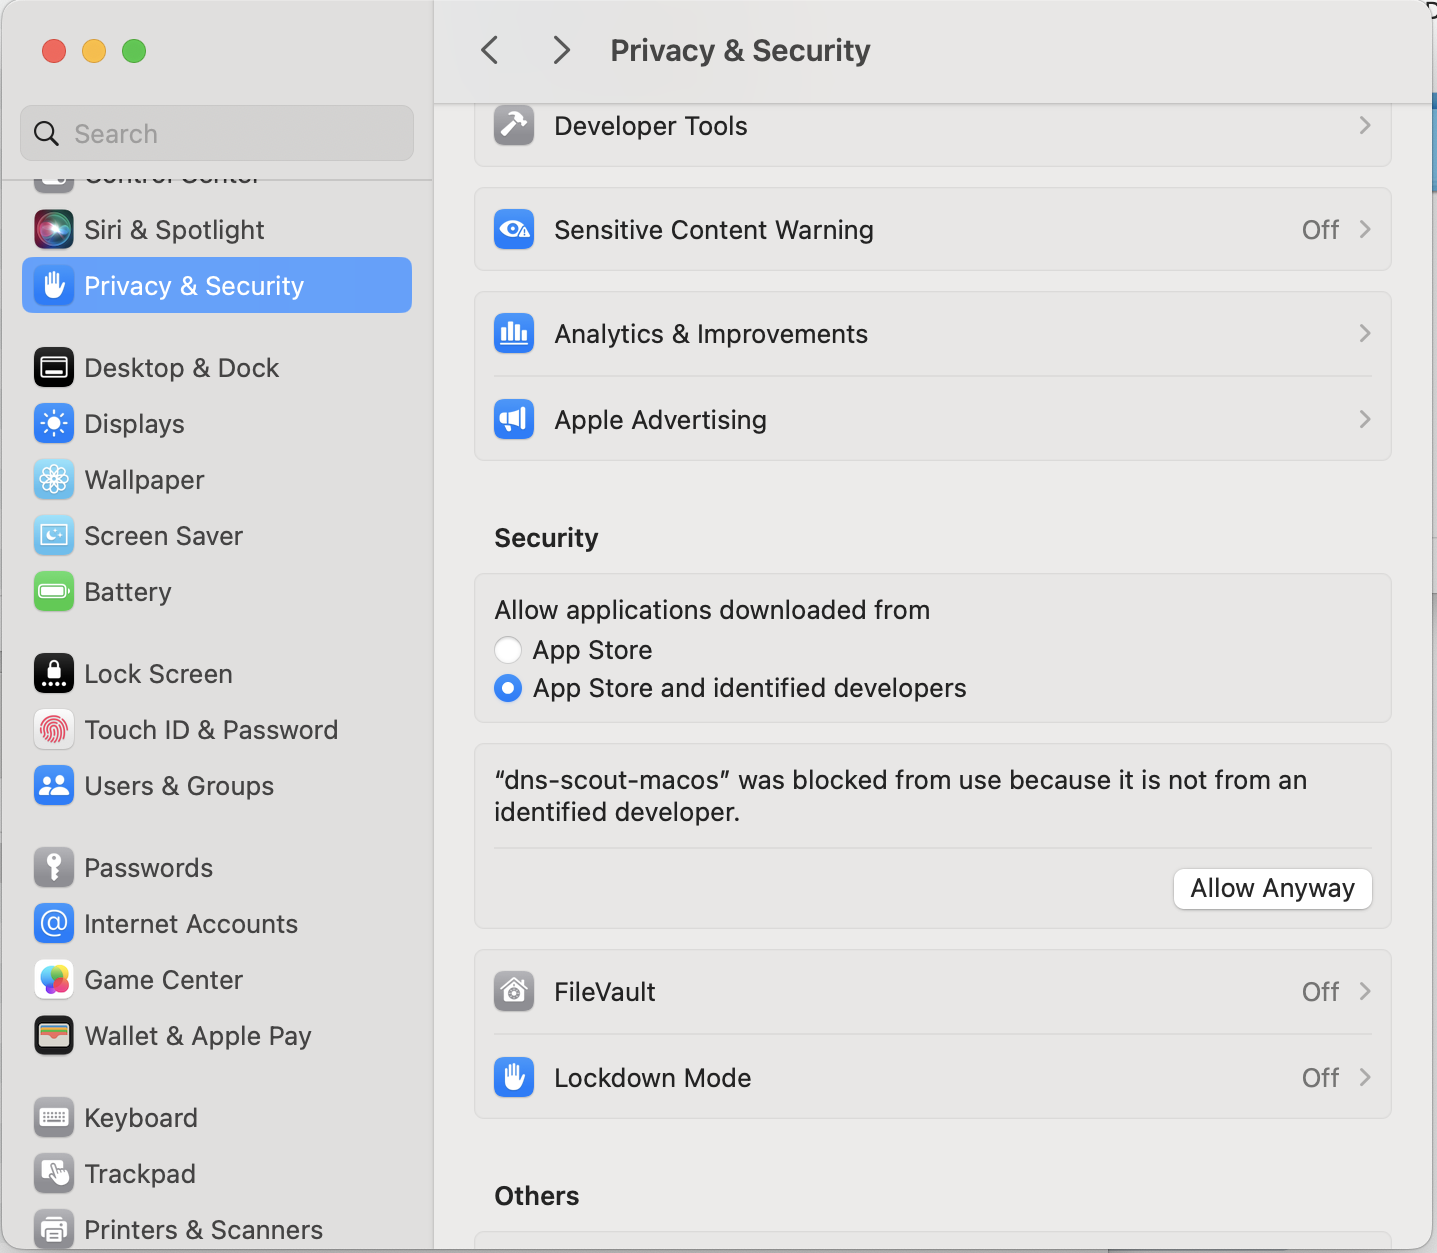 Privacy & Security
Search
Control Center
Siri & Spotlight
Privacy & Security
Desktop & Dock
Displays
Wallpaper
Screen Saver
Battery
Lock Screen
Touch ID & Password
Users & Groups
Passwords
Internet Accounts
Game Center
Wallet & Apple Pay
Keyboard
Trackpad
Printers & Scanners
Developer Tools
Sensitive Content Warning Off
Analytics & Improvements
Apple Advertising
Security
Allow applications downloaded from
App Store
App Store and identified developers
“dns-scout-macos” was blocked from use because it is not from an
identified developer.
Allow Anyway
FileVault Off
Lockdown Mode Off
Others